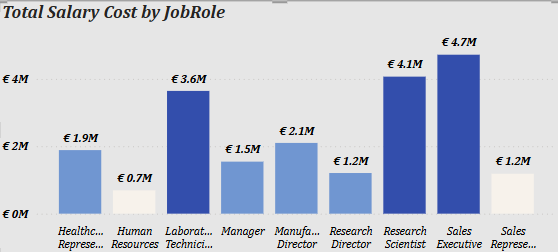 Total Salary Cost by JobRole
€ 4.7M
€ 4.1M
€ 4M
€ 3.6M
€ 2.1M
€ 1.9M
€ 2M
€ 1.5M
€ 1.2M
€ 1.2M
€ 0.7M
€ 0M
Healthc... Human Laborat... Manager Manufa... Research Research Sales Sales
Represe... Resources Technici... Director Director Scientist Executive Represe...